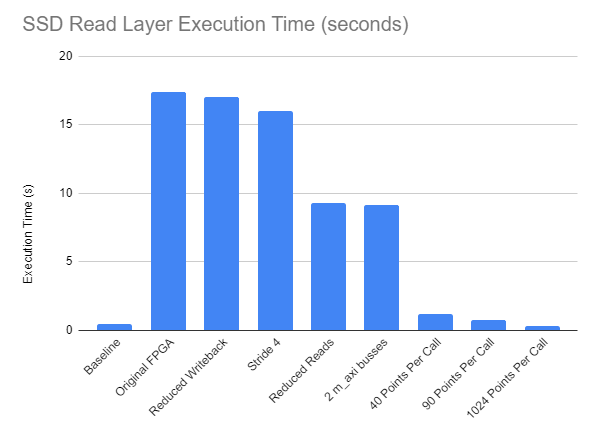 SSD Read Layer Execution Time (seconds)
Execution Time (s)
20
15
10
5
0
Baseline
Original FPGA
Reduced Writeback
Stride 4
Reduced Reads
2 m_axi busses
40 Points Per Call
90 Points Per Call
1024 Points Per Call